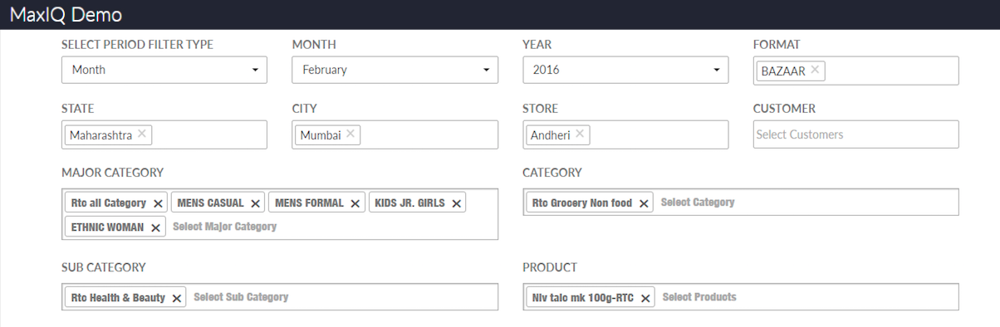 MaxIQ Demo
SELECT PERIOD FILTER TYPE MONTH YEAR FORMAT
Month February 2016 BAZAAR ×
STATE CITY STORE CUSTOMER
Maharashtra × Mumbai × Andheri × Select Customers
MAJOR CATEGORY CATEGORY
Rto all Category × MENS CASUAL × MENS FORMAL × KIDS JR. GIRLS × Rto Grocery Non food × Select Category
ETHNIC WOMAN × Select Major Category
SUB CATEGORY PRODUCT
Rto Health & Beauty × Select Sub Category Niv talc mk 100g-RTC × Select Products